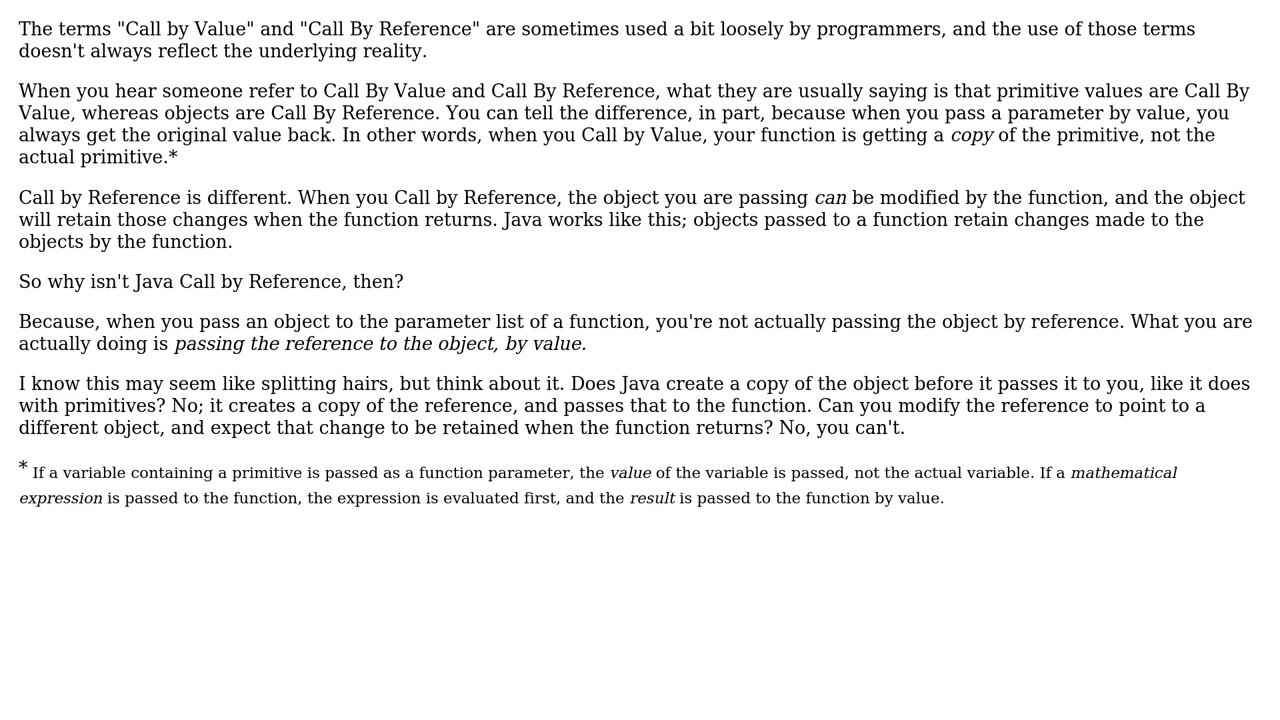 The terms "Call by Value" and "Call By Reference" are sometimes used a bit loosely by programmers, and the use of those terms
doesn't always reflect the underlying reality.
When you hear someone refer to Call By Value and Call By Reference, what they are usually saying is that primitive values are Call By
Value, whereas objects are Call By Reference. You can tell the difference, in part, because when you pass a parameter by value, you
always get the original value back. In other words, when you Call by Value, your function is getting a copy of the primitive, not the
actual primitive.*
Call by Reference is different. When you Call by Reference, the object you are passing can be modified by the function, and the object
will retain those changes when the function returns. Java works like this; objects passed to a function retain changes made to the
objects by the function.
So why isn't Java Call by Reference, then?
Because, when you pass an object to the parameter list of a function, you're not actually passing the object by reference. What you are
actually doing is passing the reference to the object, by value.
I know this may seem like splitting hairs, but think about it. Does Java create a copy of the object before it passes it to you, like it does
with primitives? No; it creates a copy of the reference, and passes that to the function. Can you modify the reference to point to a
different object, and expect that change to be retained when the function returns? No, you can't.
* If a variable containing a primitive is passed as a function parameter, the value of the variable is passed, not the actual variable. If a mathematical
expression is passed to the function, the expression is evaluated first, and the result is passed to the function by value.